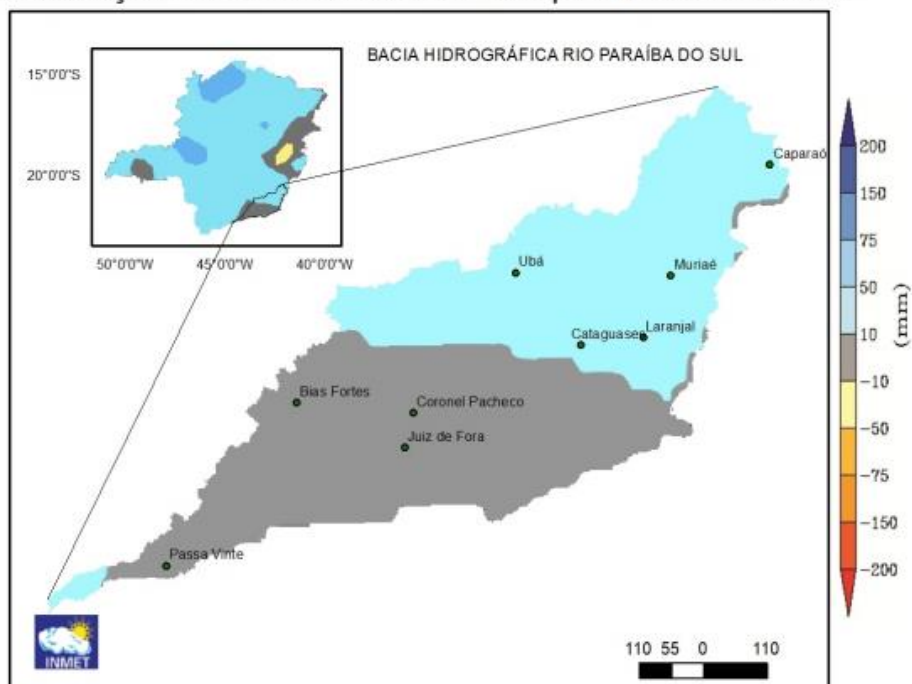 BACIA HIDROGRÁFICA RIO PARAÍBA DO SUL
15°0'0"S
20°0'0"S
50°0'0"W 45°0'0"W 40°0'0"W
Caparaó
Ubá
Muriaé
Laranjal
Cataguases
Bias Fortes
Coronel Pacheco
Juiz de Fora
Passa Vinte
200
150
75
50
10
-10
-50
-75
-150
-200
(mm)
INMET
110 55 0 110